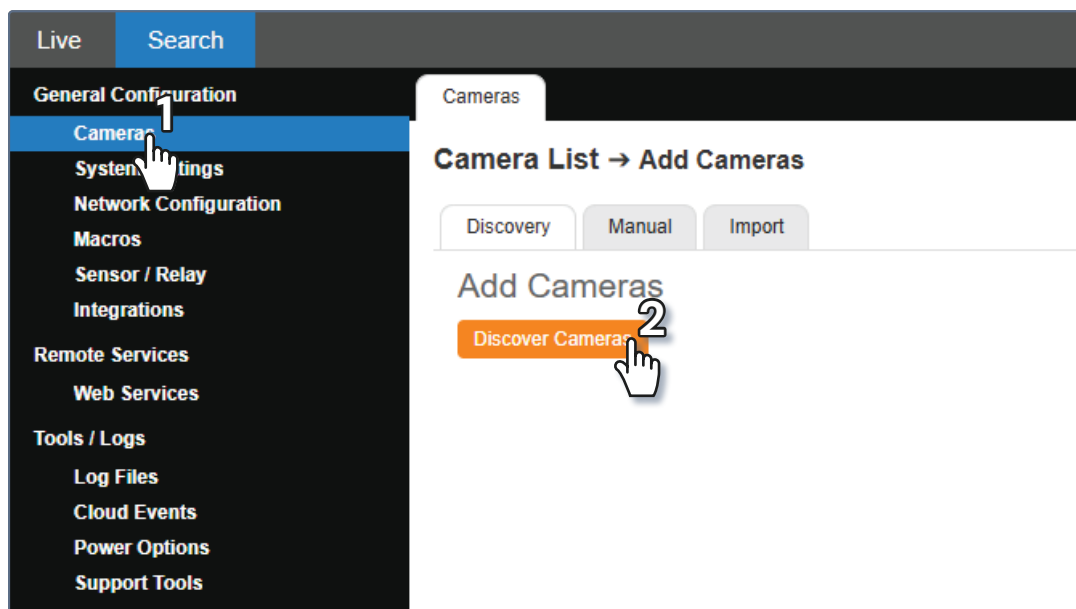 Live Search
General Configuration
1
Cameras
System Settings
Network Configuration
Macros
Sensor / Relay
Integrations
Remote Services
Web Services
Tools / Logs
Log Files
Cloud Events
Power Options
Support Tools
Cameras
Camera List → Add Cameras
Discovery Manual Import
Add Cameras
2
Discover Cameras